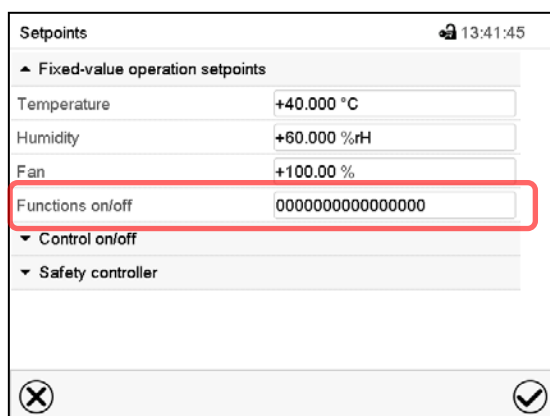 Setpoints 13:41:45
Fixed-value operation setpoints
Temperature +40.000 °C
Humidity +60.000 %rH
Fan +100.00 %
Functions on/off 0000000000000000
Control on/off
Safety controller